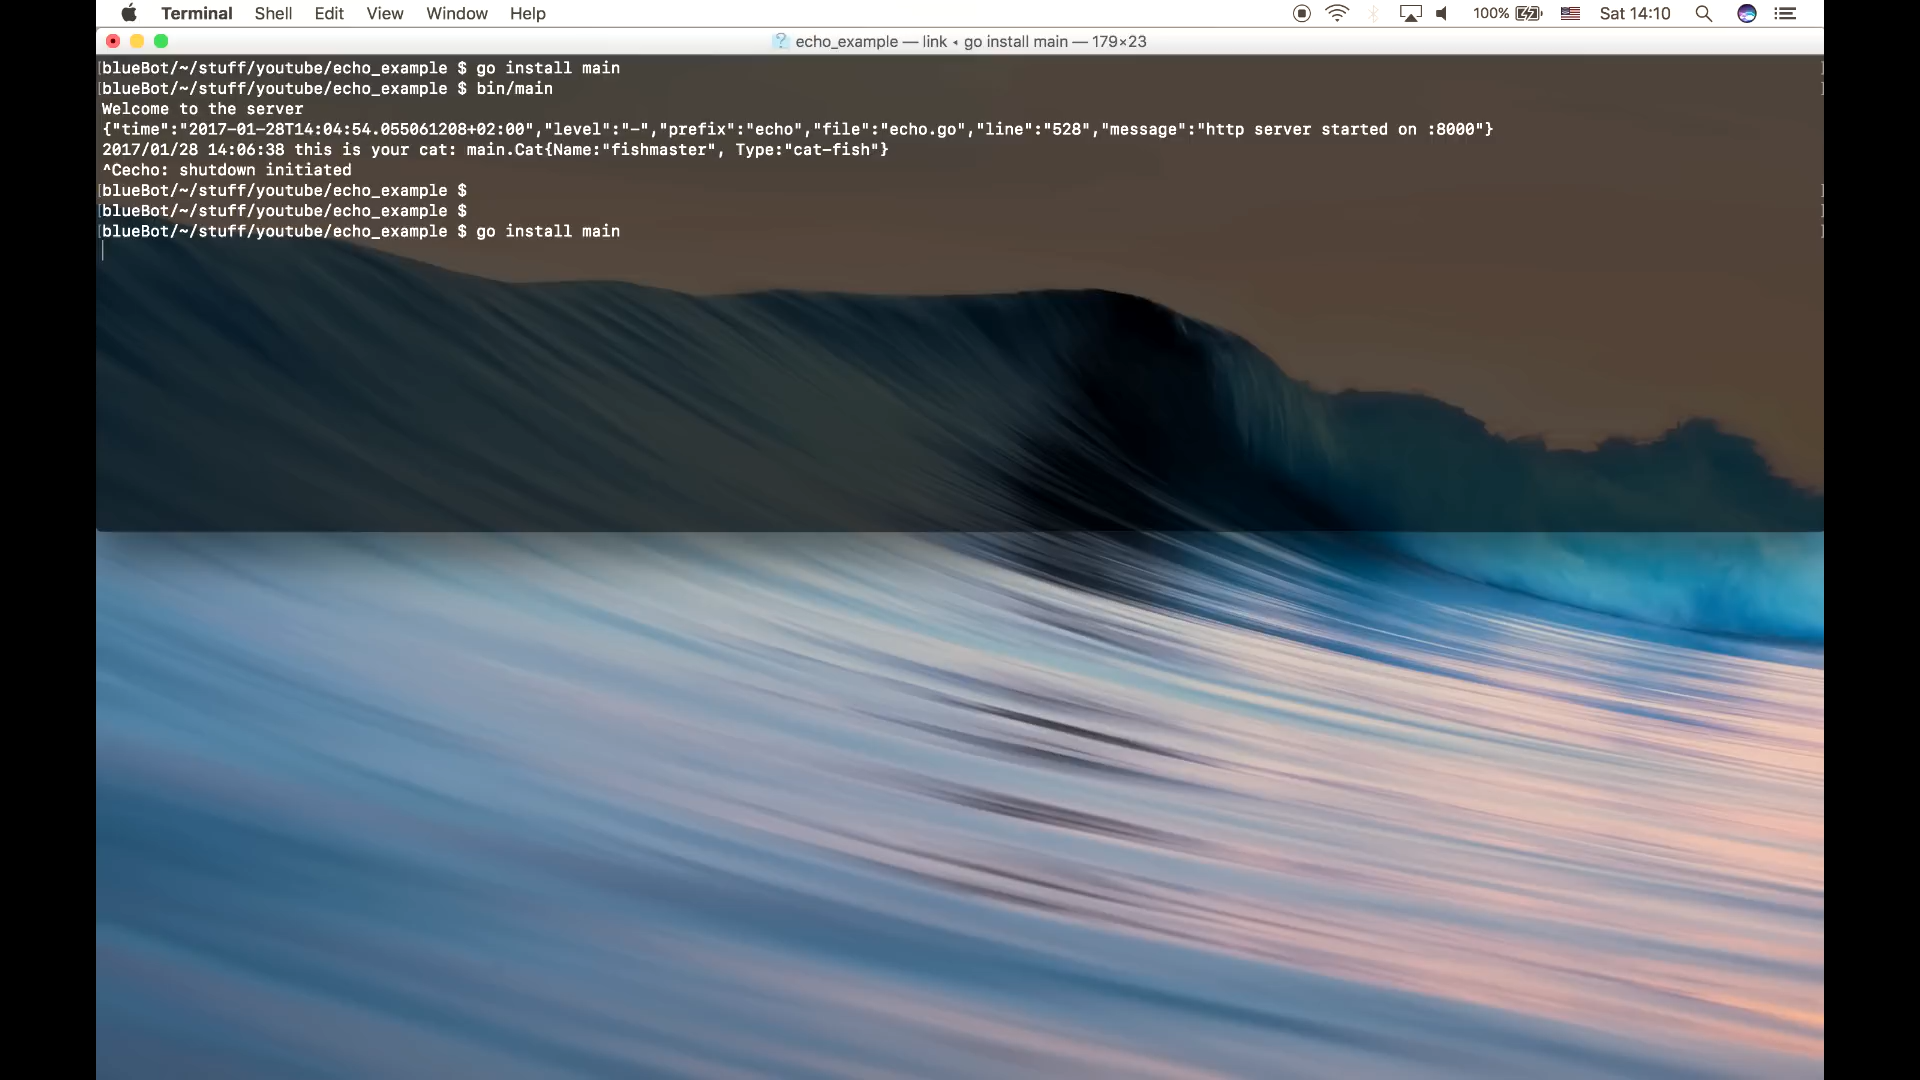 Terminal Shell Edit View Window Help 100% Sat 14:10
echo_example — link ◂ go install main — 179×23
[blueBot/~/stuff/youtube/echo_example $ go install main ]
[blueBot/~/stuff/youtube/echo_example $ bin/main ]
Welcome to the server
{"time":"2017-01-28T14:04:54.055061208+02:00","level":"-","prefix":"echo","file":"echo.go","line":"528","message":"http server started on :8000"}
2017/01/28 14:06:38 this is your cat: main.Cat{Name:"fishmaster", Type:"cat-fish"}
^Cecho: shutdown initiated
[blueBot/~/stuff/youtube/echo_example $ ]
[blueBot/~/stuff/youtube/echo_example $ ]
[blueBot/~/stuff/youtube/echo_example $ go install main ]